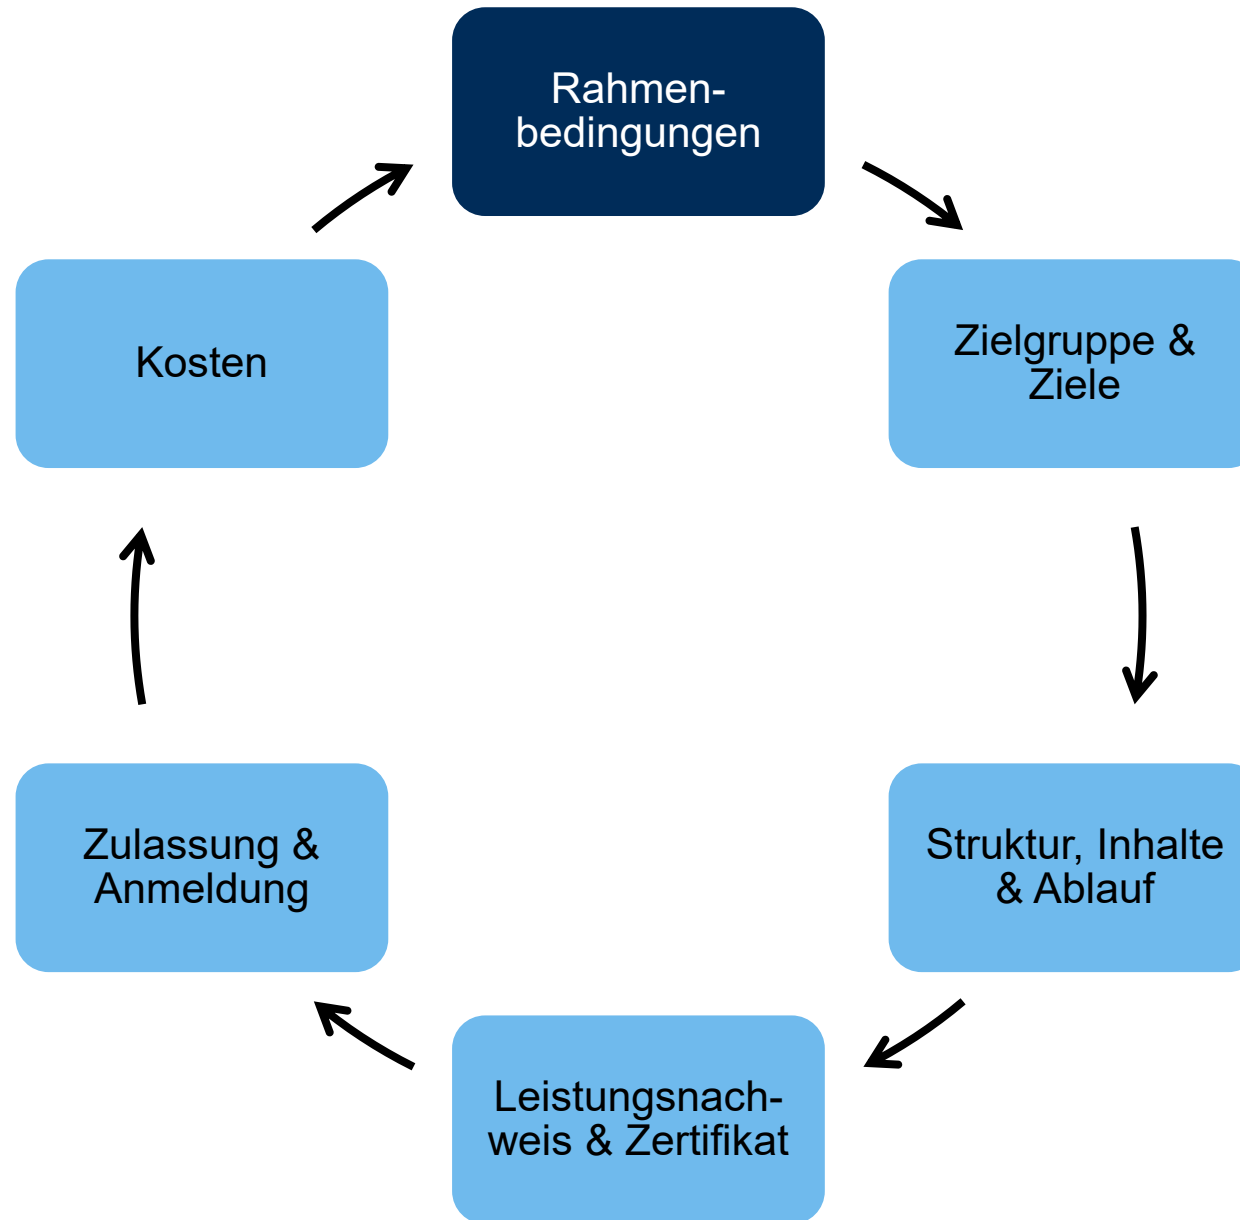 Rahmen-
bedingungen
Zielgruppe &
Ziele
Struktur, Inhalte
& Ablauf
Leistungsnach-
weis & Zertifikat
Zulassung &
Anmeldung
Kosten